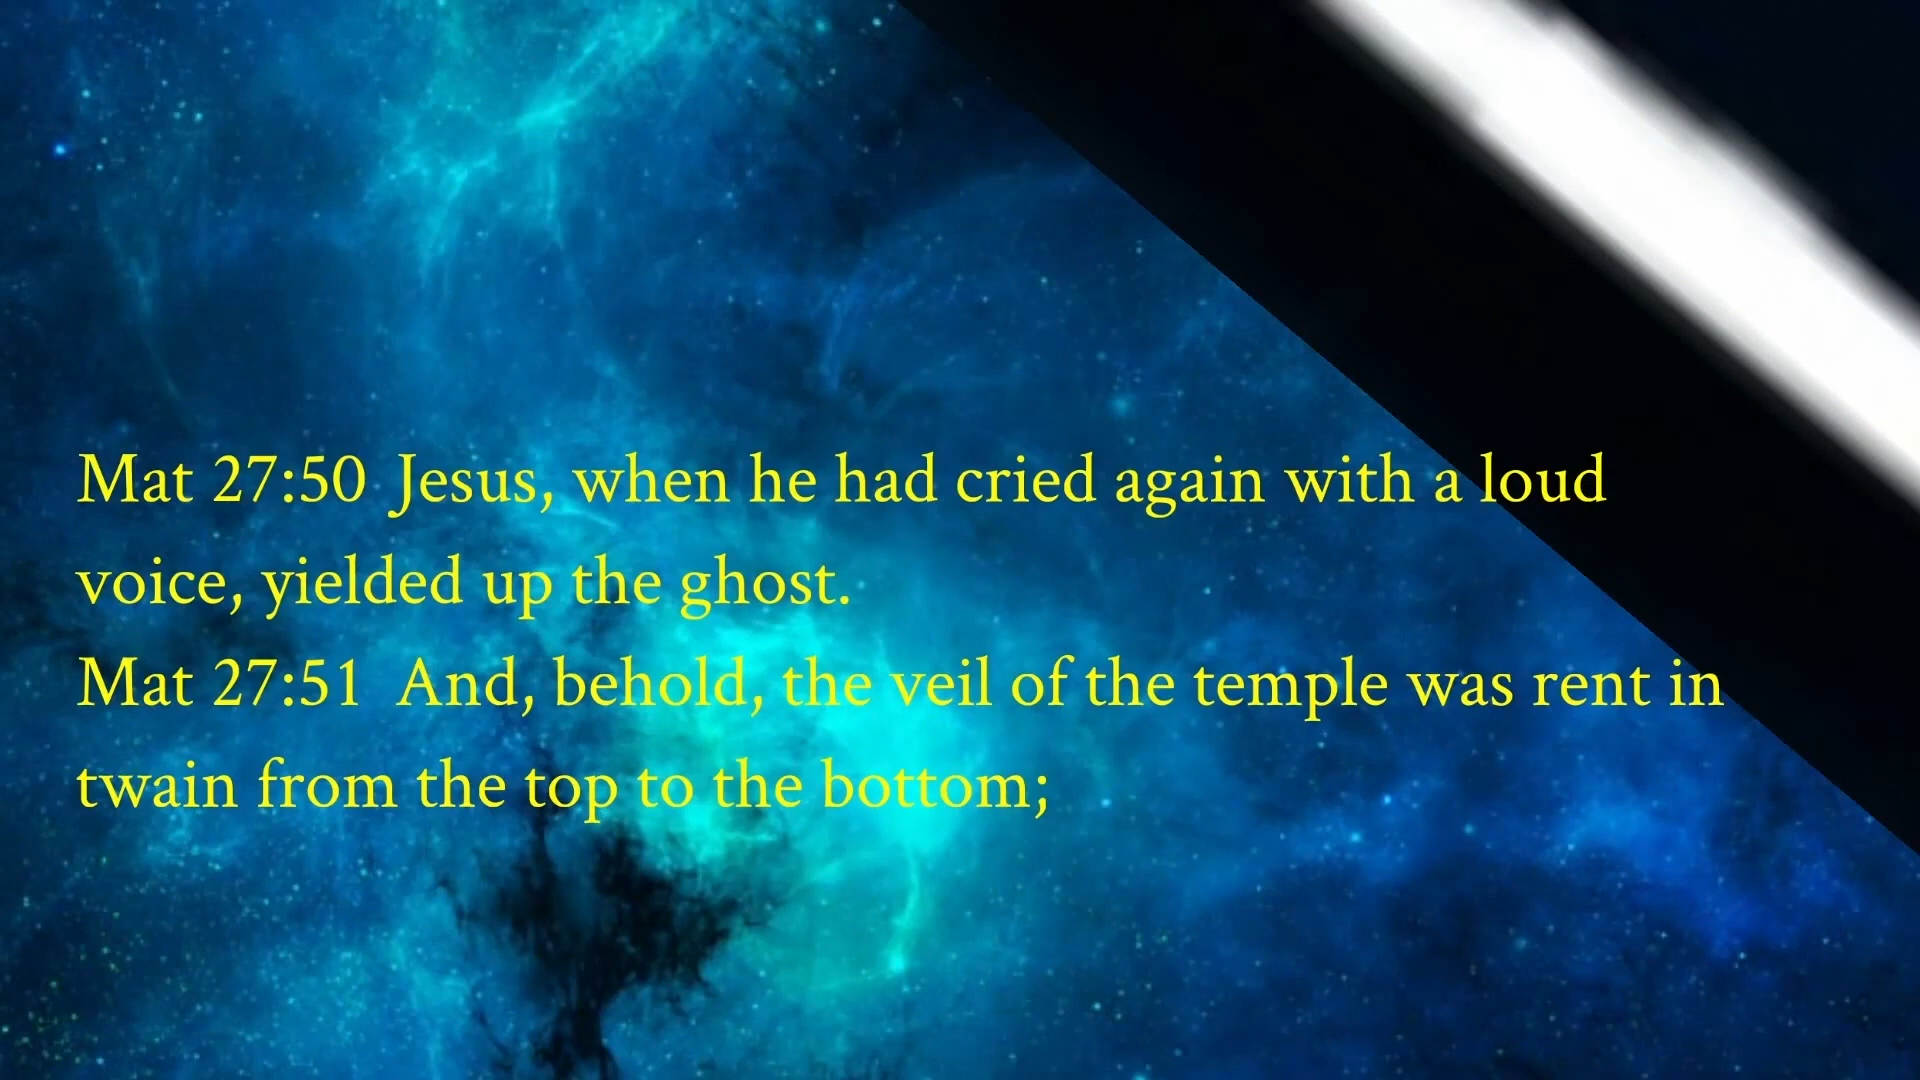 Mat 27:50  Jesus, when he had cried again with a loud
voice, yielded up the ghost.
Mat 27:51  And, behold, the veil of the temple was rent in
twain from the top to the bottom;